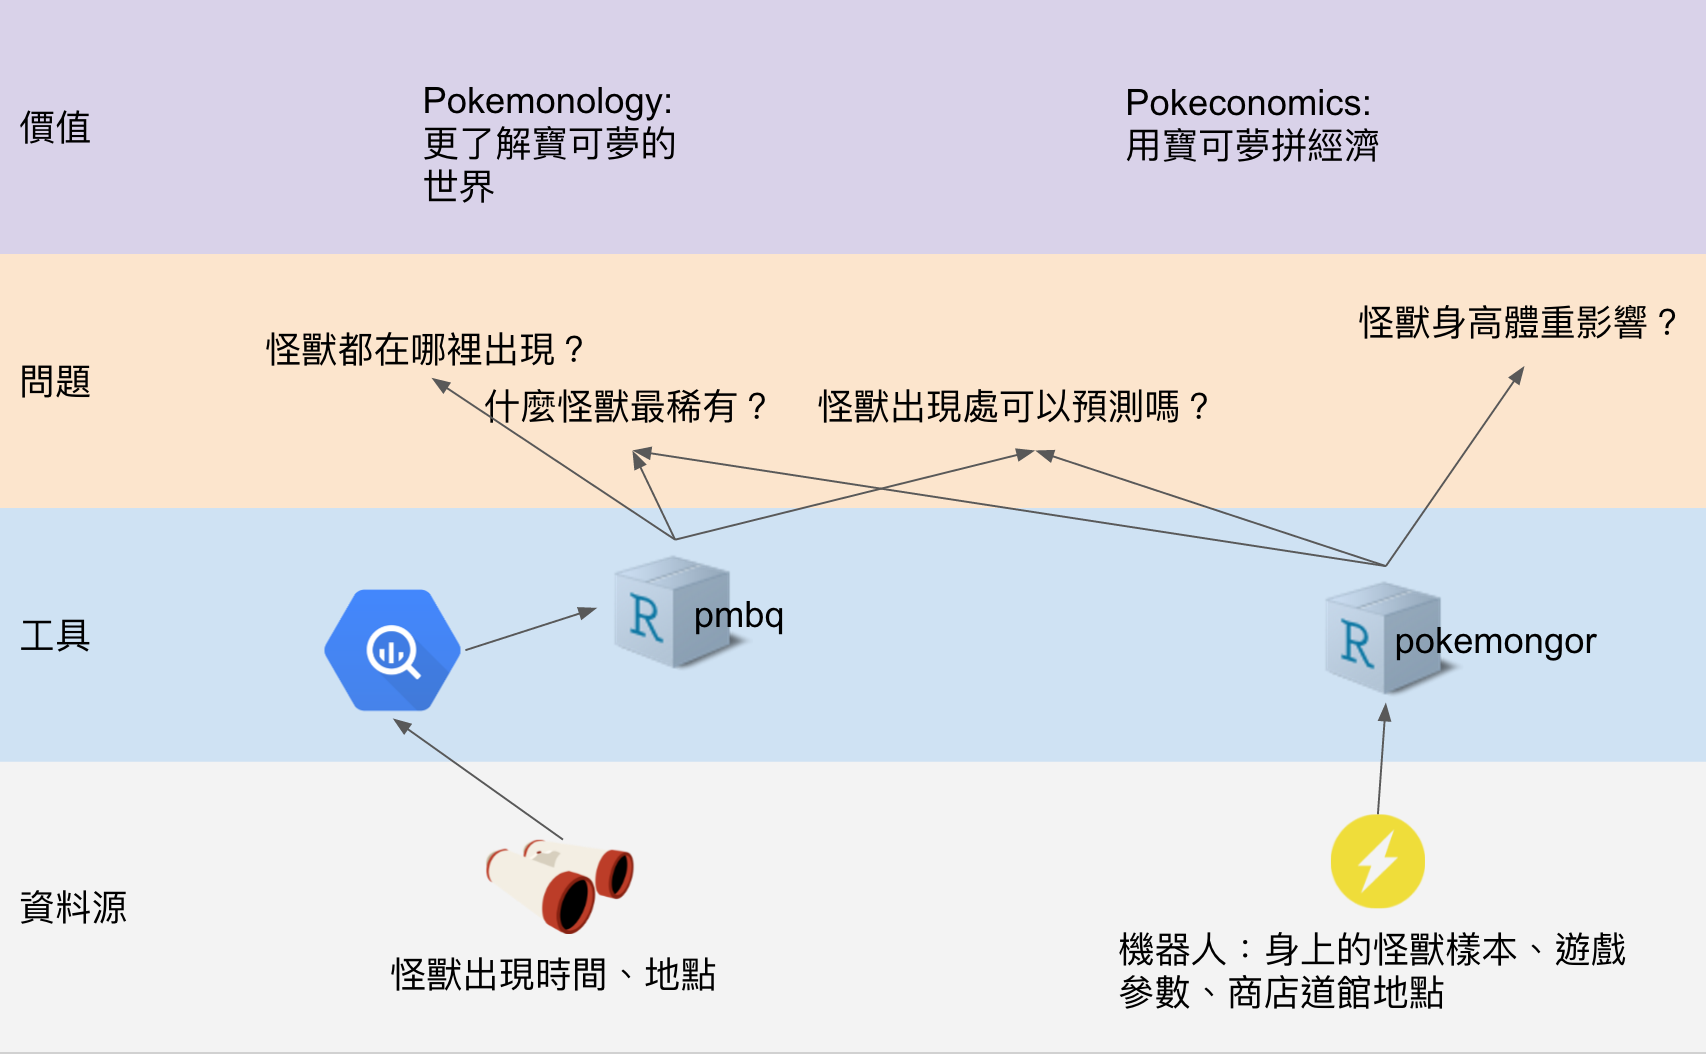 價值
Pokemonology:
更了解寶可夢的
世界
Pokeconomics:
用寶可夢拼經濟
問題
怪獸都在哪裡出現？
什麼怪獸最稀有？
怪獸出現處可以預測嗎？
怪獸身高體重影響？
工具
R
pmbq
R
pokemongor
資料源
怪獸出現時間、地點
機器人：身上的怪獸樣本、遊戲
參數、商店道館地點